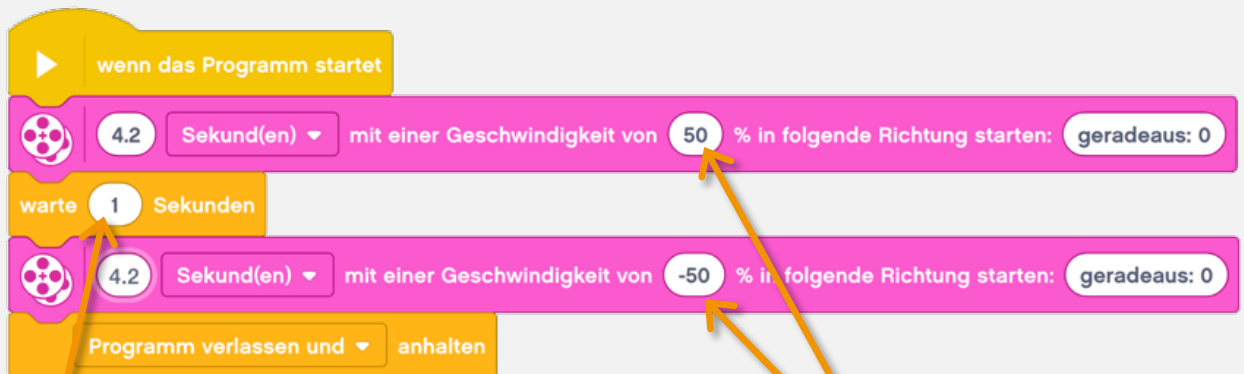 wenn das Programm startet
4.2 Sekund(en) mit einer Geschwindigkeit von 50 % in folgende Richtung starten: geradeaus: 0
warte 1 Sekunden
4.2 Sekund(en) mit einer Geschwindigkeit von -50 % in folgende Richtung starten: geradeaus: 0
Programm verlassen und anhalten